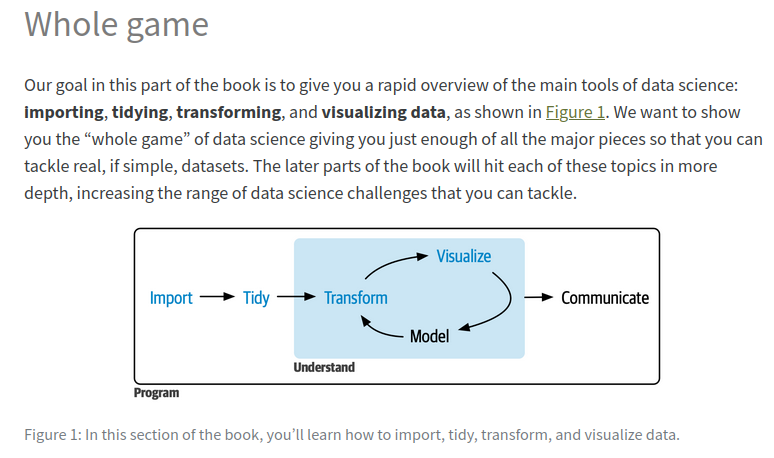 Whole game
Our goal in this part of the book is to give you a rapid overview of the main tools of data science:
importing, tidying, transforming, and visualizing data, as shown in Figure 1. We want to show
you the “whole game” of data science giving you just enough of all the major pieces so that you can
tackle real, if simple, datasets. The later parts of the book will hit each of these topics in more
depth, increasing the range of data science challenges that you can tackle.
Visualize
Import
Tidy
Transform
Communicate
Model
Understand
Program
Figure 1: In this section of the book, you’ll learn how to import, tidy, transform, and visualize data.